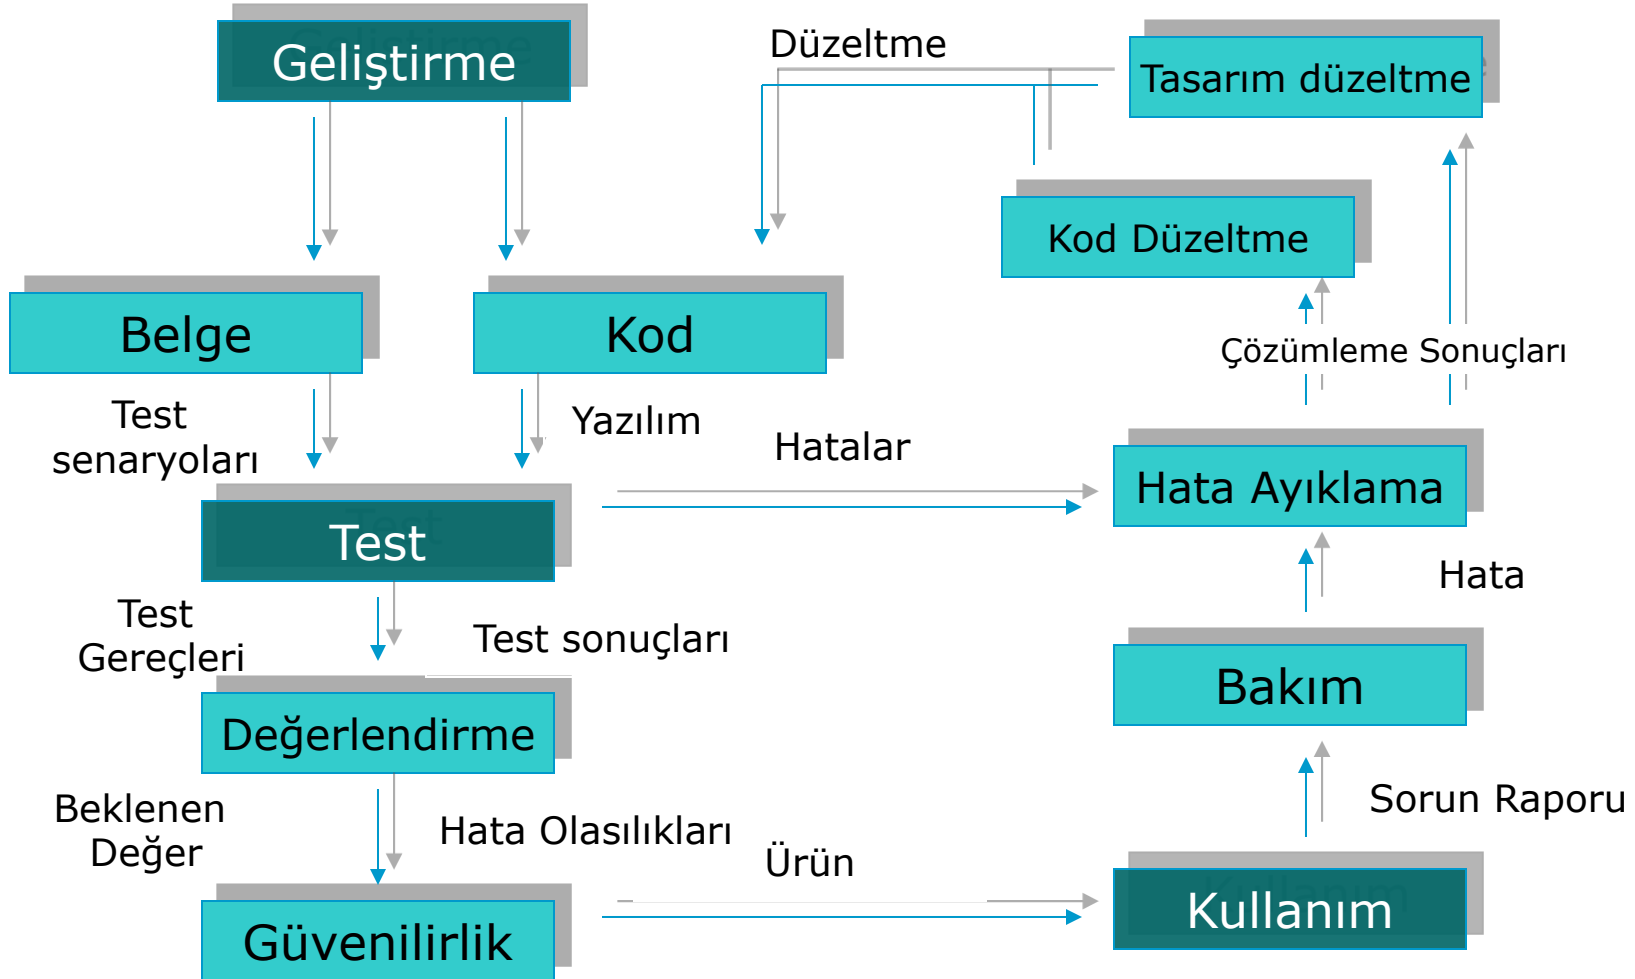 Geliştirme
Düzeltme
Tasarım düzeltme
Kod Düzeltme
Belge
Kod
Çözümleme Sonuçları
Test
senaryoları
Yazılım
Hatalar
Hata Ayıklama
Test
Hata
Test
Gereçleri
Test sonuçları
Bakım
Değerlendirme
Beklenen
Değer
Hata Olasılıkları
Sorun Raporu
Ürün
Kullanım
Güvenilirlik